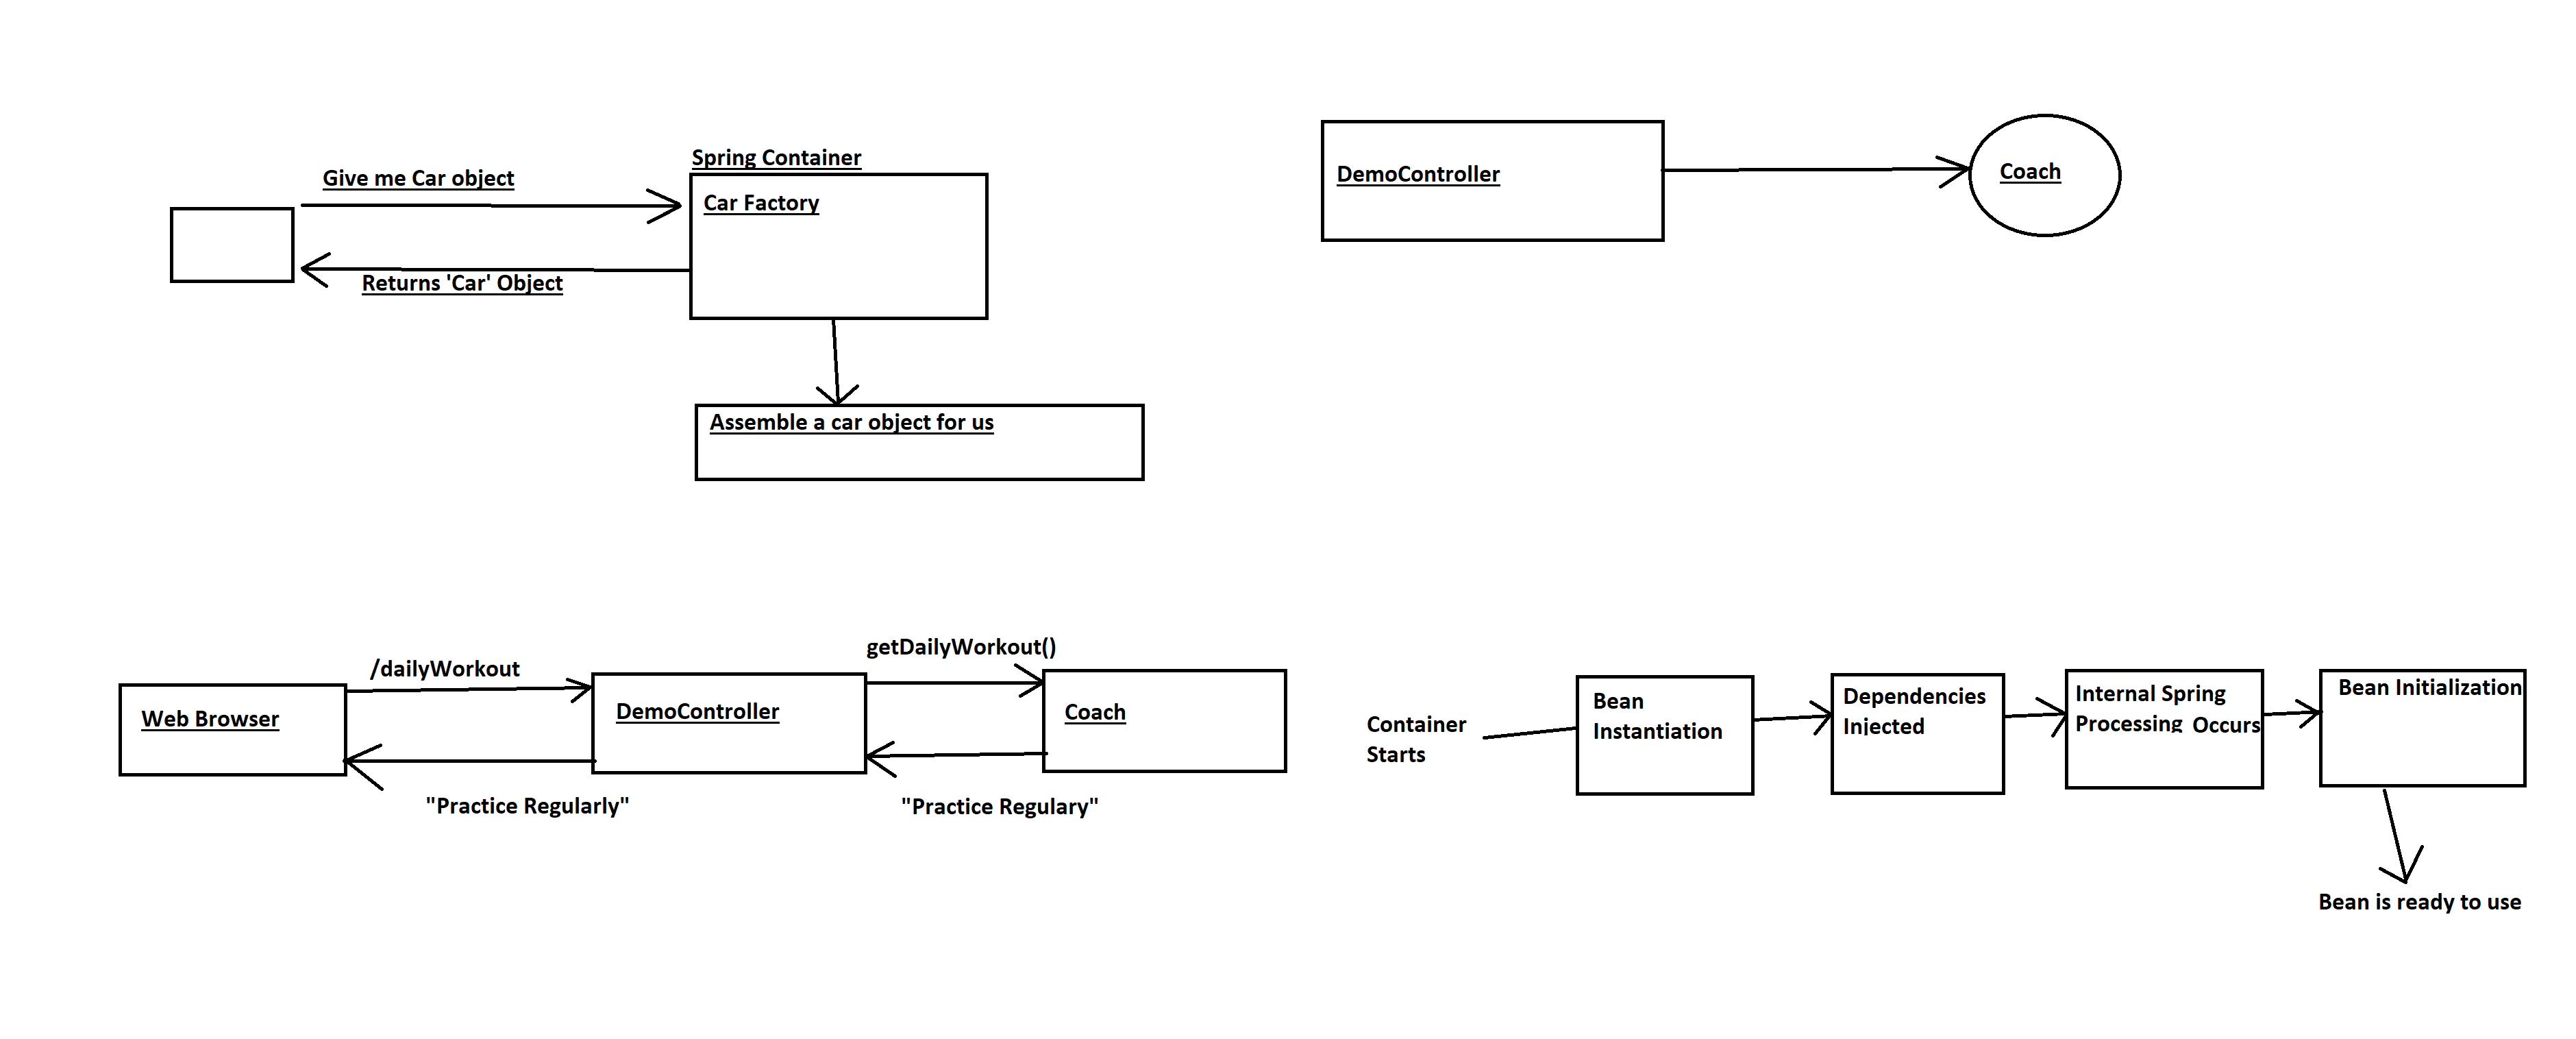 Spring Container
Give me Car object
Car Factory
Returns 'Car' Object
Assemble a car object for us
DemoController
Coach
/dailyWorkout
getDailyWorkout()
Web Browser
DemoController
Coach
"Practice Regularly"
"Practice Regulary"
Container
Starts
Bean
Instantiation
Dependencies
Injected
Internal Spring
Processing Occurs
Bean Initialization
Bean is ready to use